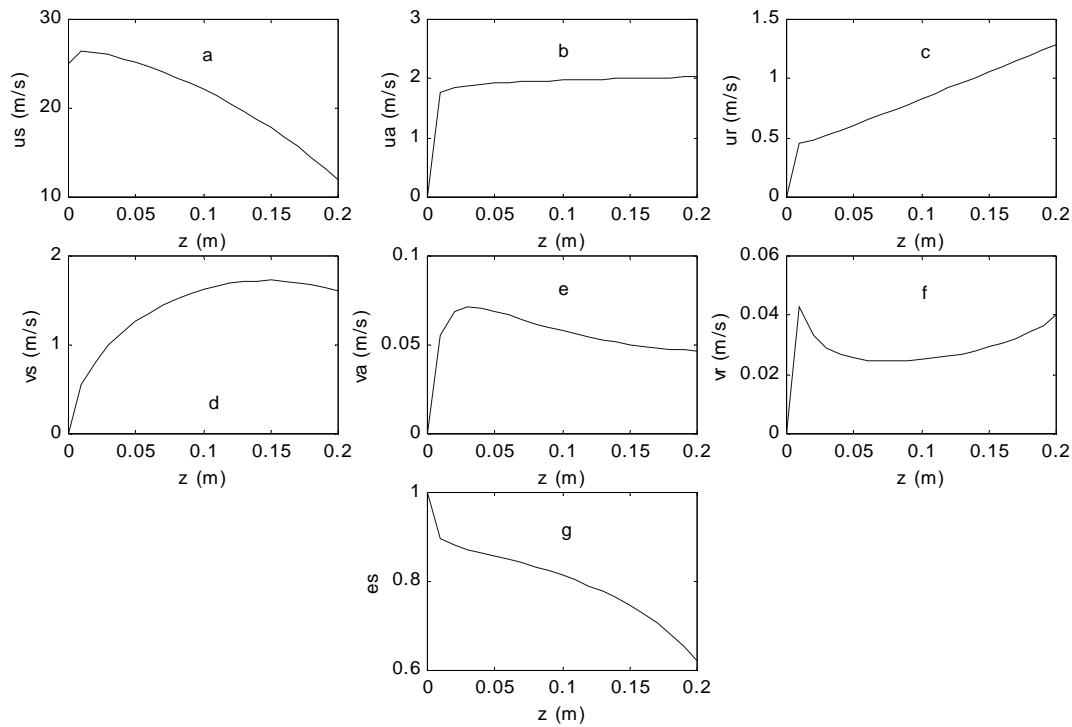 30
20
10
us (m/s)
a
0 0.05 0.1 0.15 0.2
z (m)
3
2
1
0
ua (m/s)
b
0 0.05 0.1 0.15 0.2
z (m)
1.5
1
0.5
0
ur (m/s)
c
0 0.05 0.1 0.15 0.2
z (m)
2
1
0
vs (m/s)
d
0 0.05 0.1 0.15 0.2
z (m)
0.1
0.05
0
va (m/s)
e
0 0.05 0.1 0.15 0.2
z (m)
0.06
0.04
0.02
0
vr (m/s)
f
0 0.05 0.1 0.15 0.2
z (m)
1
0.8
0.6
es
g
0 0.05 0.1 0.15 0.2
z (m)